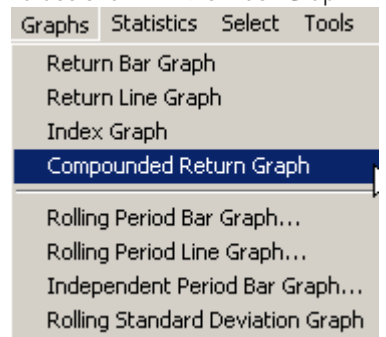 Graphs Statistics Select Tools
Return Bar Graph
Return Line Graph
Index Graph
Compounded Return Graph
Rolling Period Bar Graph...
Rolling Period Line Graph...
Independent Period Bar Graph...
Rolling Standard Deviation Graph